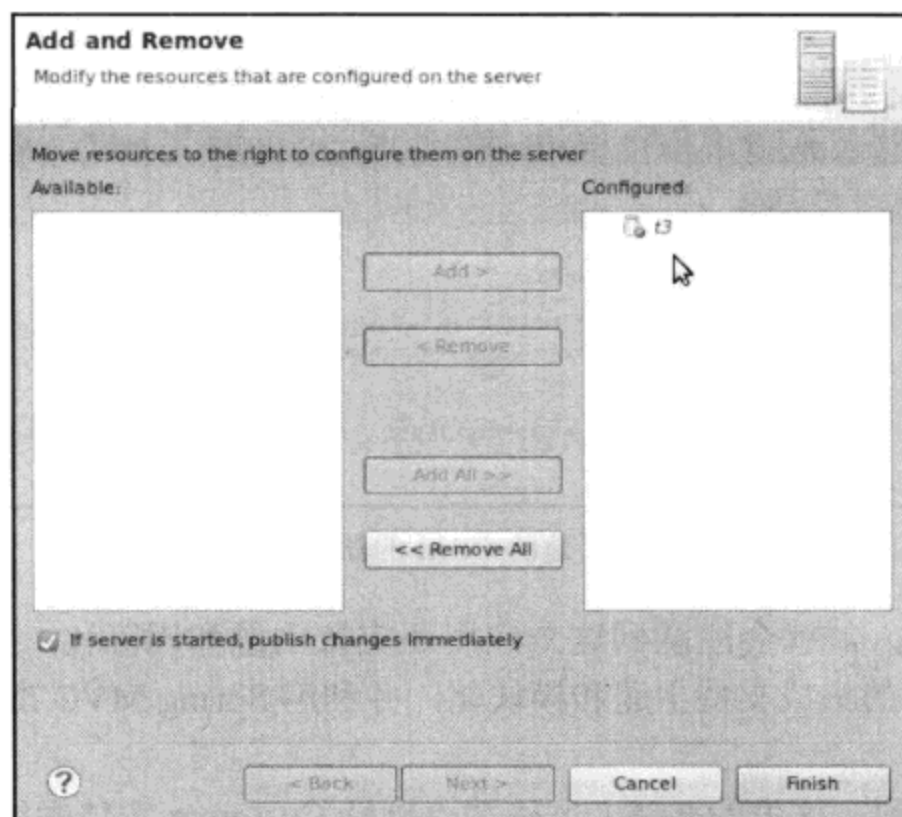 Add and Remove
Modify the resources that are configured on the server
Move resources to the right to configure them on the server
Available:
Configured:
t3
Add >
< Remove
Add All >>
<< Remove All
If server is started, publish changes immediately
?
< Back
Next >
Cancel
Finish